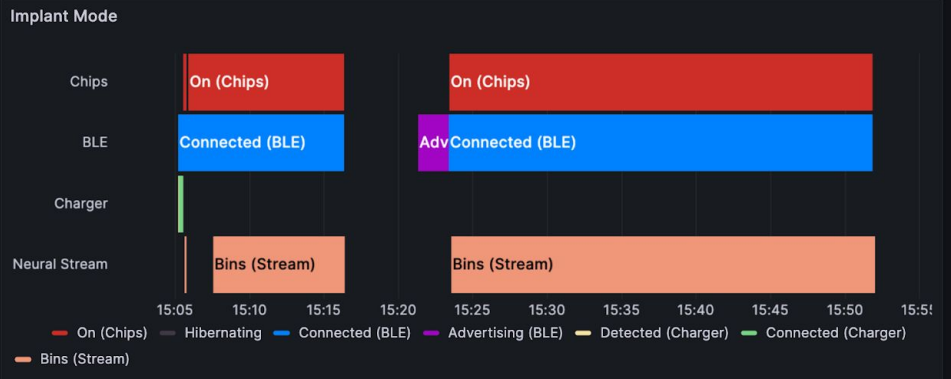 Implant Mode
Chips
On (Chips)
On (Chips)
BLE
Connected (BLE)
Adv
Connected (BLE)
Charger
Neural Stream
Bins (Stream)
Bins (Stream)
15:05 15:10 15:15 15:20 15:25 15:30 15:35 15:40 15:45 15:50
On (Chips) Hibernating Connected (BLE) Advertising (BLE) Detected (Charger) Connected (Charger)
Bins (Stream)